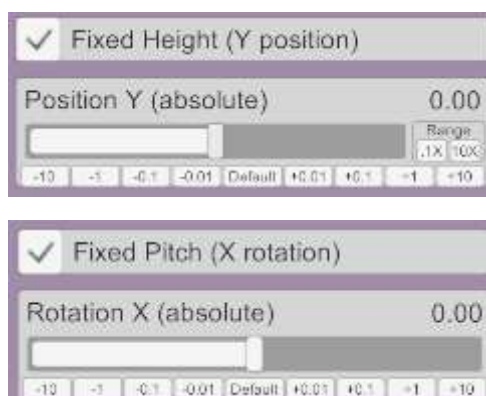 Fixed Height (Y position)
Position Y (absolute) 0.00
Range
.1X 10X
-10 -1 -0.1 -0.01 Default +0.01 +0.1 +1 +10
Fixed Pitch (X rotation)
Rotation X (absolute) 0.00
-10 -1 -0.1 -0.01 Default +0.01 +0.1 +1 +10